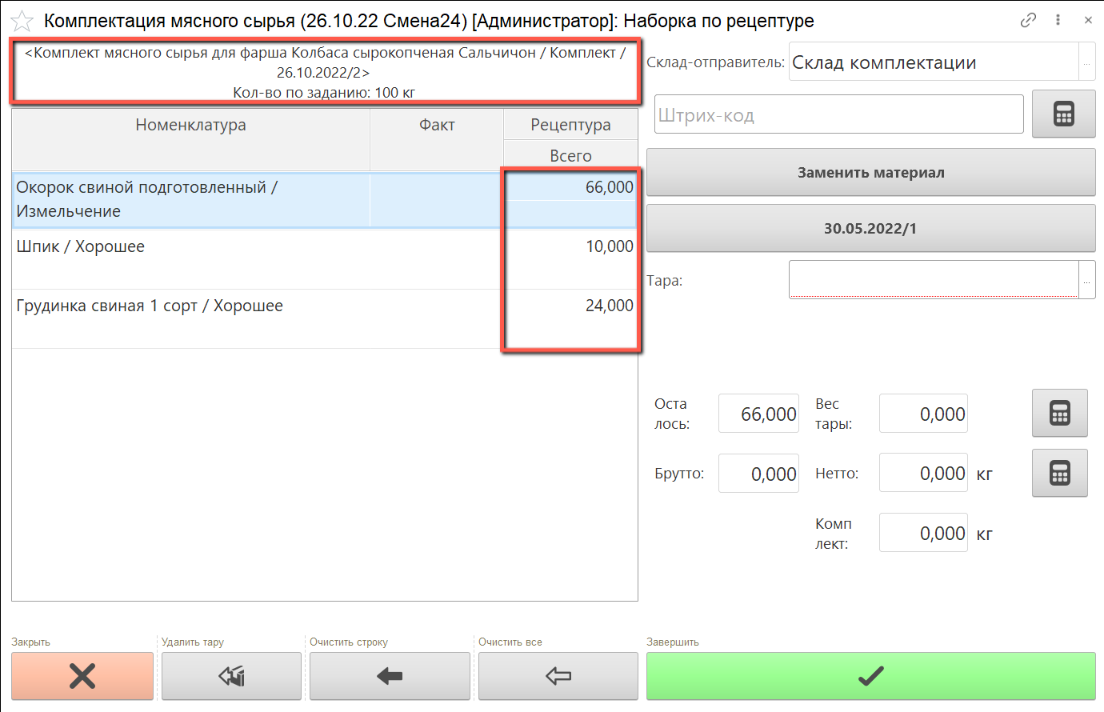 Комплектация мясного сырья (26.10.22 Смена24) [Администратор]: Наборка по рецептуре
<Комплект мясного сырья для фарша Колбаса сырокопченая Сальчичон / Комплект /
26.10.2022/2>
Кол-во по заданию: 100 кг
Склад-отправитель: Склад комплектации ...
Штрих-код
Номенклатура Факт Рецептура
Всего
Заменить материал
Окорок свиной подготовленный / 66,000
Измельчение
30.05.2022/1
Шпик / Хорошее 10,000
Тара: ...
Грудинка свиная 1 сорт / Хорошее 24,000
Оста
лось: 66,000
Вес
тары: 0,000
Брутто: 0,000 Нетто: 0,000 кг
Комп
лект: 0,000 кг
Закрыть Удалить тару Очистить строку Очистить все Завершить